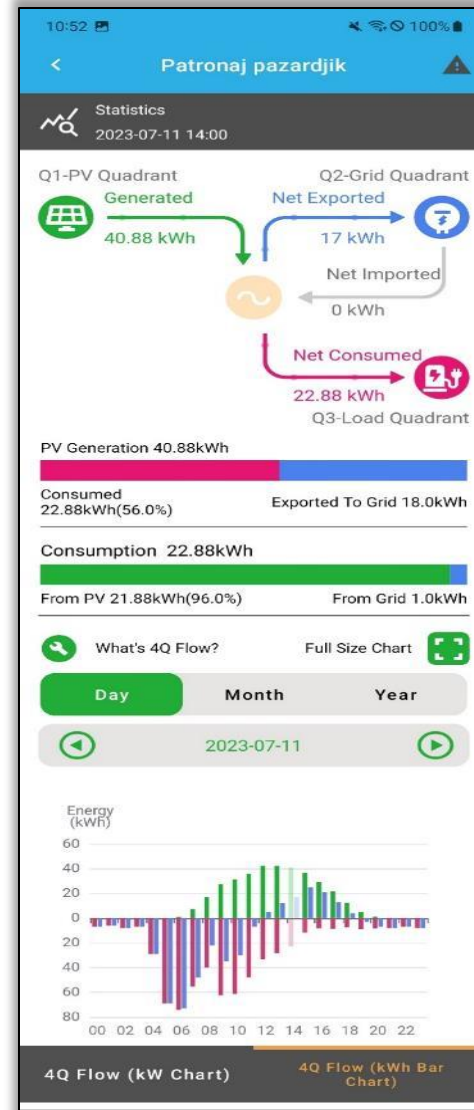 10:52
100%
Patronaj pazardjik
Statistics
2023-07-11 14:00
Q1-PV Quadrant
Q2-Grid Quadrant
Generated
Net Exported
40.88 kWh
17 kWh
Net Imported
0 kWh
Net Consumed
22.88 kWh
Q3-Load Quadrant
PV Generation 40.88kWh
Consumed
22.88kWh(56.0%)
Exported To Grid 18.0kWh
Consumption 22.88kWh
From PV 21.88kWh(96.0%)
From Grid 1.0kWh
What's 4Q Flow?
Full Size Chart
Day
Month
Year
2023-07-11
Energy
(kWh)
60
40
20
0
20
40
60
80
00 02 04 06 08 10 12 14 16 18 20 22
4Q Flow (kW Chart)
4Q Flow (kWh Bar
Chart)